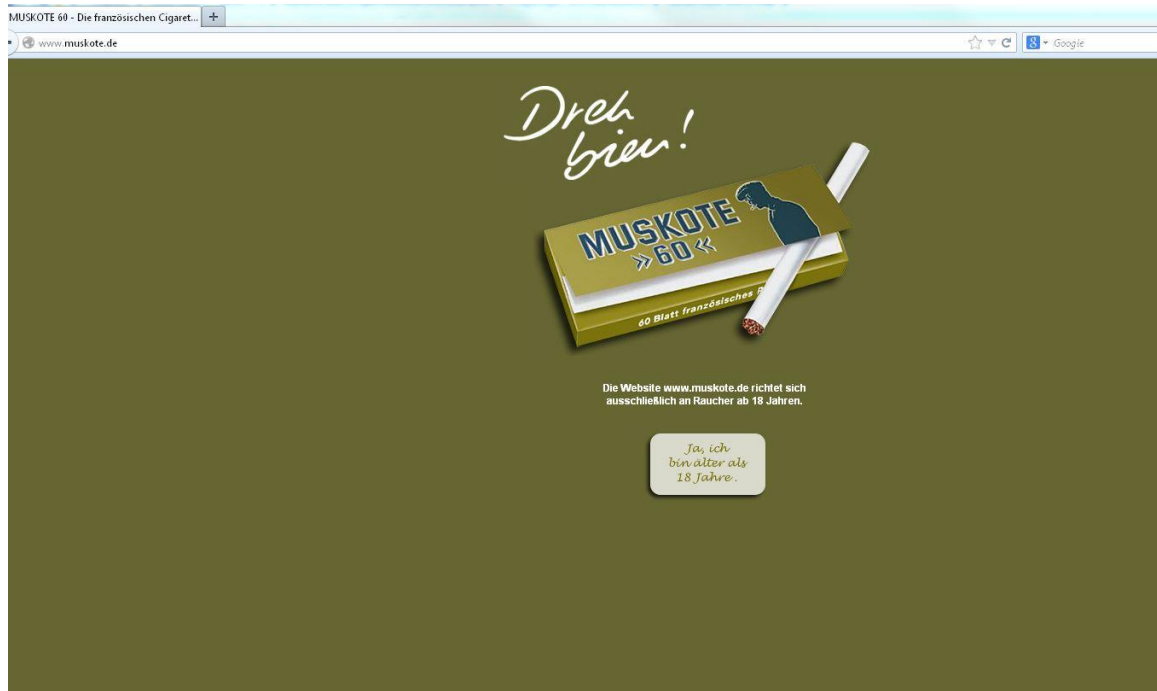 MUSKOTE 60 - Die französischen Cigaret...
www.muskote.de
Google
Dreh
bien!
MUSKOTE
»60«
60 Blatt französisches
Die Website www.muskote.de richtet sich
ausschließlich an Raucher ab 18 Jahren.
Ja, ich
bin älter als
18 Jahre.